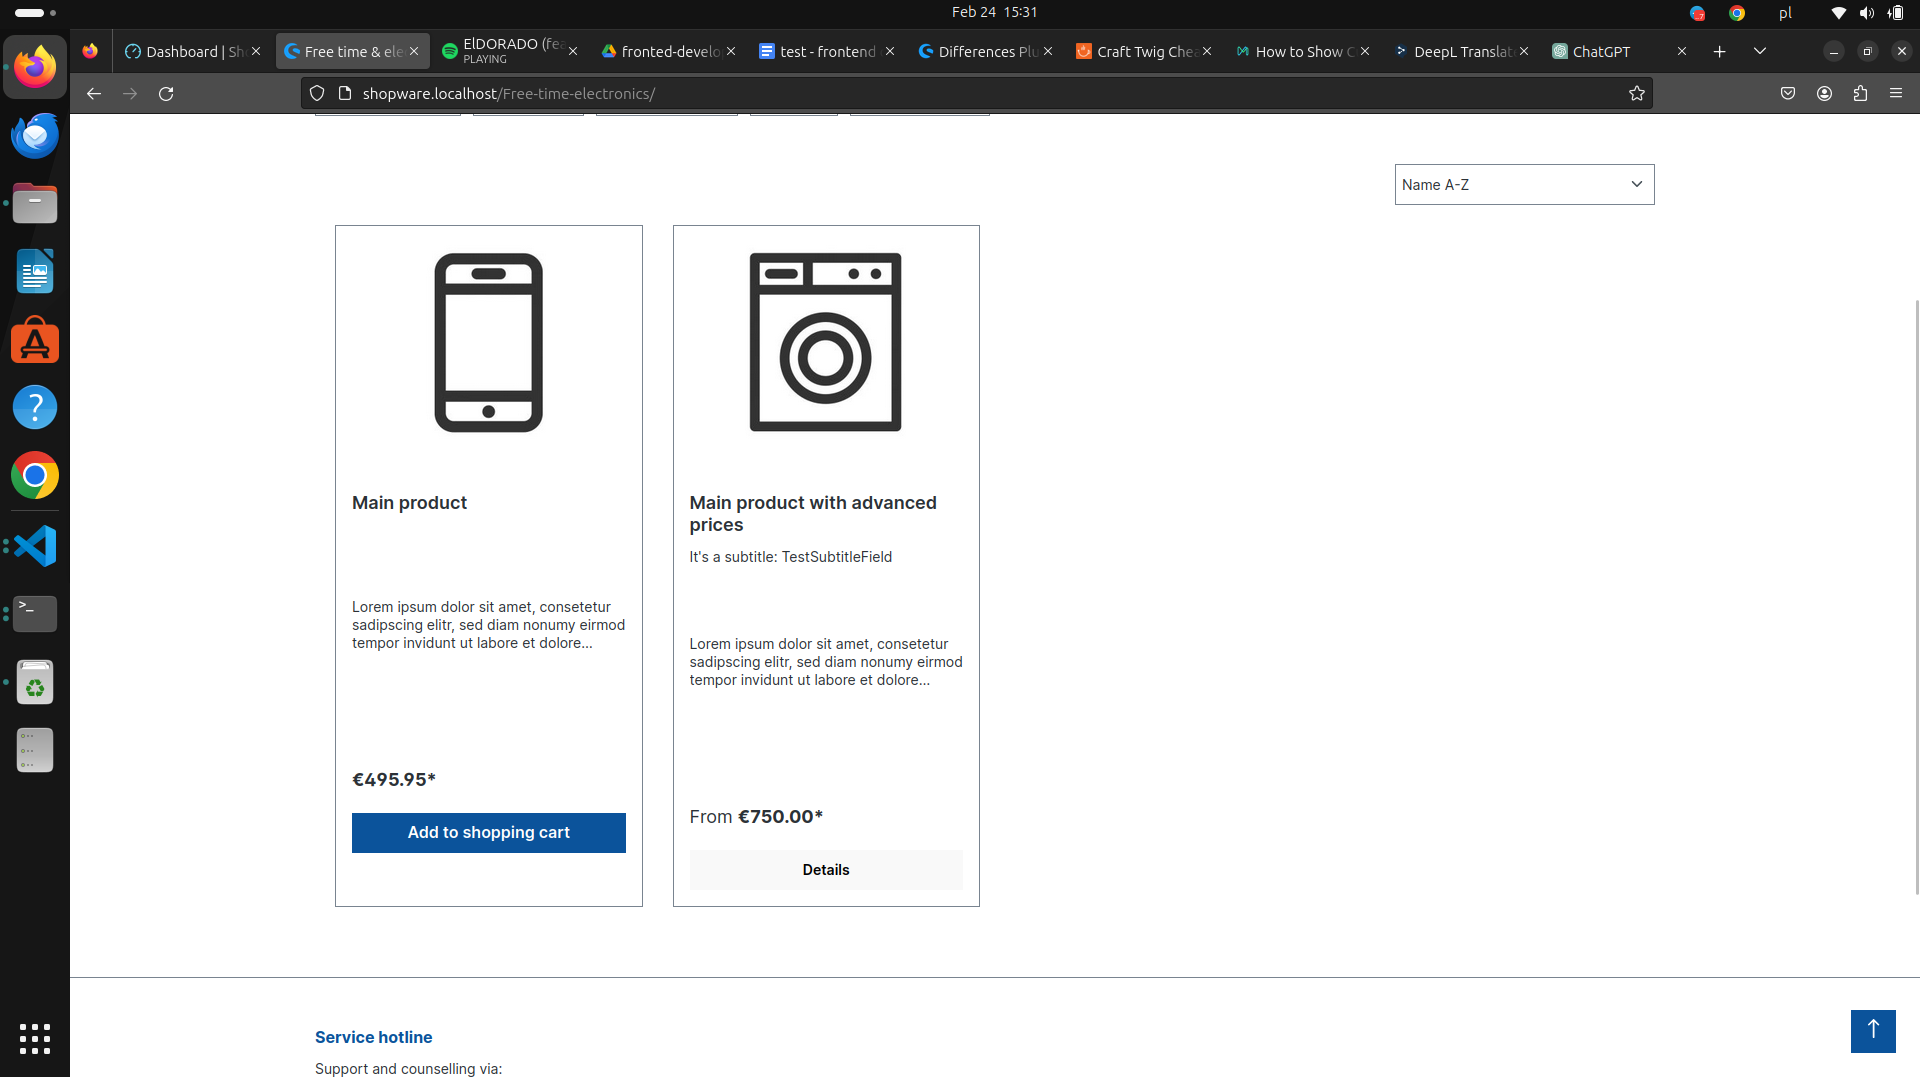 Feb 24 15:31
pl
Dashboard | Sh
Free time & ele
ElDORADO (fea
PLAYING
fronted-develo
test - frontend
Differences Plu
Craft Twig Chea
How to Show C
DeepL Translat
ChatGPT
shopware.localhost/Free-time-electronics/
Name A-Z
Main product
Lorem ipsum dolor sit amet, consetetur
sadipscing elitr, sed diam nonumy eirmod
tempor invidunt ut labore et dolore...
€495.95*
Add to shopping cart
Main product with advanced
prices
It's a subtitle: TestSubtitleField
Lorem ipsum dolor sit amet, consetetur
sadipscing elitr, sed diam nonumy eirmod
tempor invidunt ut labore et dolore...
From €750.00*
Details
Service hotline
Support and counselling via: